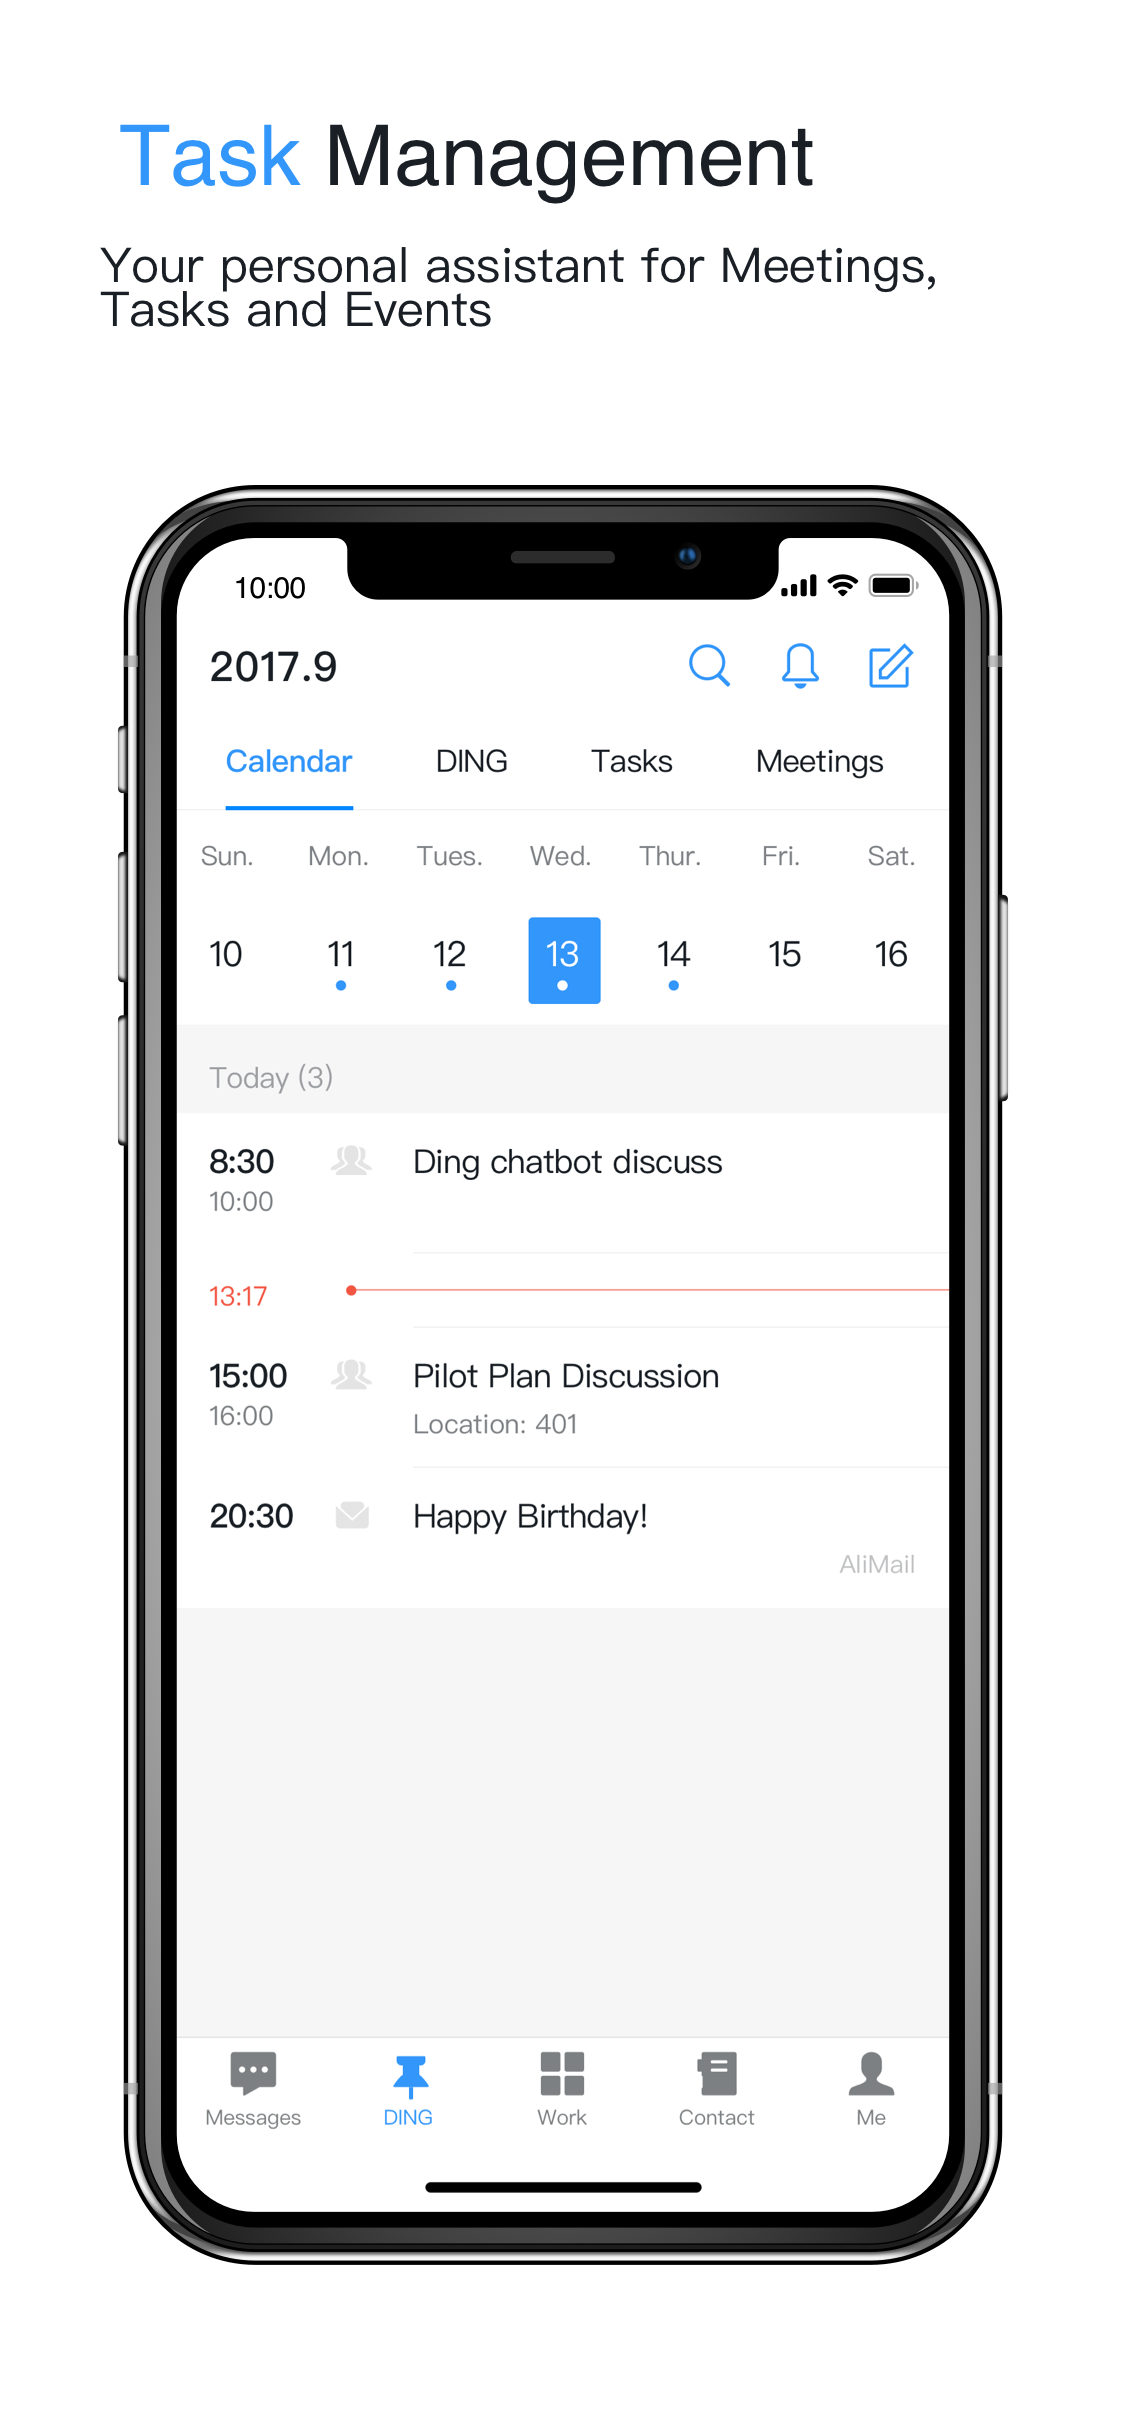 Task Management
Your personal assistant for Meetings,
Tasks and Events
10:00
2017.9
Calendar DING Tasks Meetings
Sun. Mon. Tues. Wed. Thur. Fri. Sat.
10 11 12 13 14 15 16
Today (3)
8:30 Ding chatbot discuss
10:00
13:17
15:00 Pilot Plan Discussion
16:00 Location: 401
20:30 Happy Birthday!
AliMail
Messages DING Work Contact Me